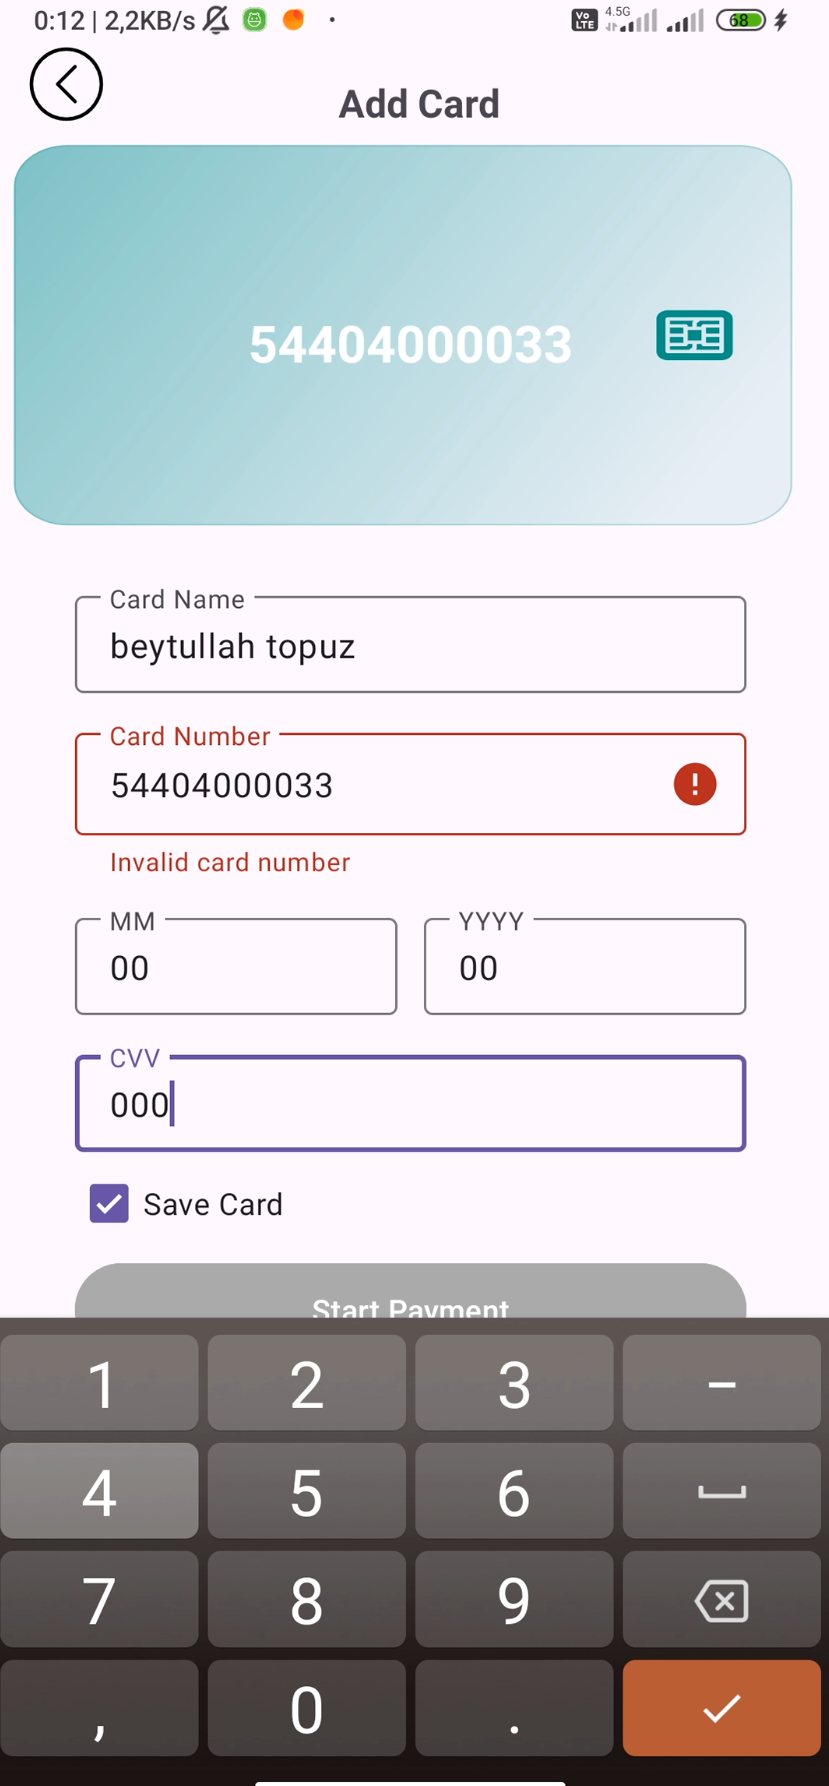 0:12 | 2,2KB/s
Vo LTE 4.5G 68
Add Card
54404000033
Card Name
beytullah topuz
Card Number
54404000033
!
Invalid card number
MM YYYY
00 00
CVV
000
Save Card
Start Payment
1 2 3 –
4 5 6
7 8 9
, 0 .